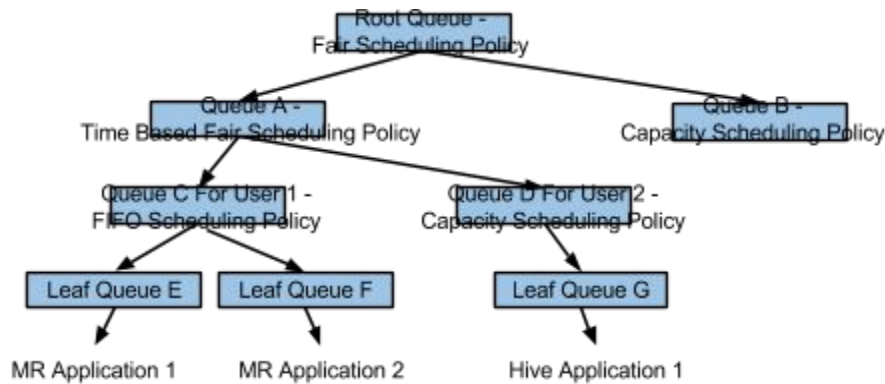 Root Queue -
Fair Scheduling Policy
Queue A -
Time Based Fair Scheduling Policy
Queue B -
Capacity Scheduling Policy
Queue C For User 1 -
FIFO Scheduling Policy
Queue D For User 2 -
Capacity Scheduling Policy
Leaf Queue E
Leaf Queue F
Leaf Queue G
MR Application 1
MR Application 2
Hive Application 1